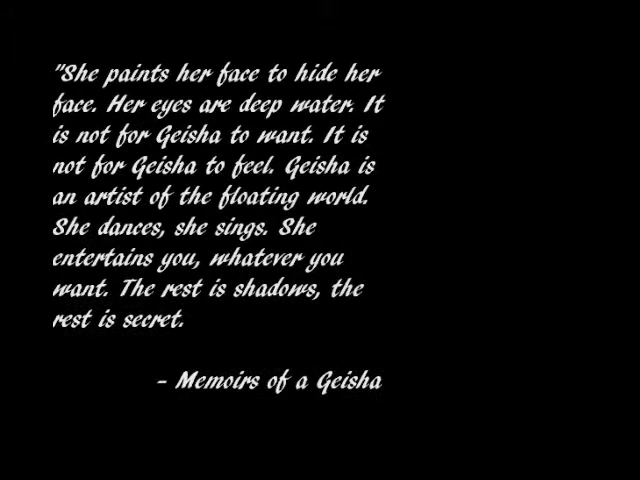 "She paints her face to hide her
face. Her eyes are deep water. It
is not for Geisha to want. It is
not for Geisha to feel. Geisha is
an artist of the floating world.
She dances, she sings. She
entertains you, whatever you
want. The rest is shadows, the
rest is secret.
- Memoirs of a Geisha